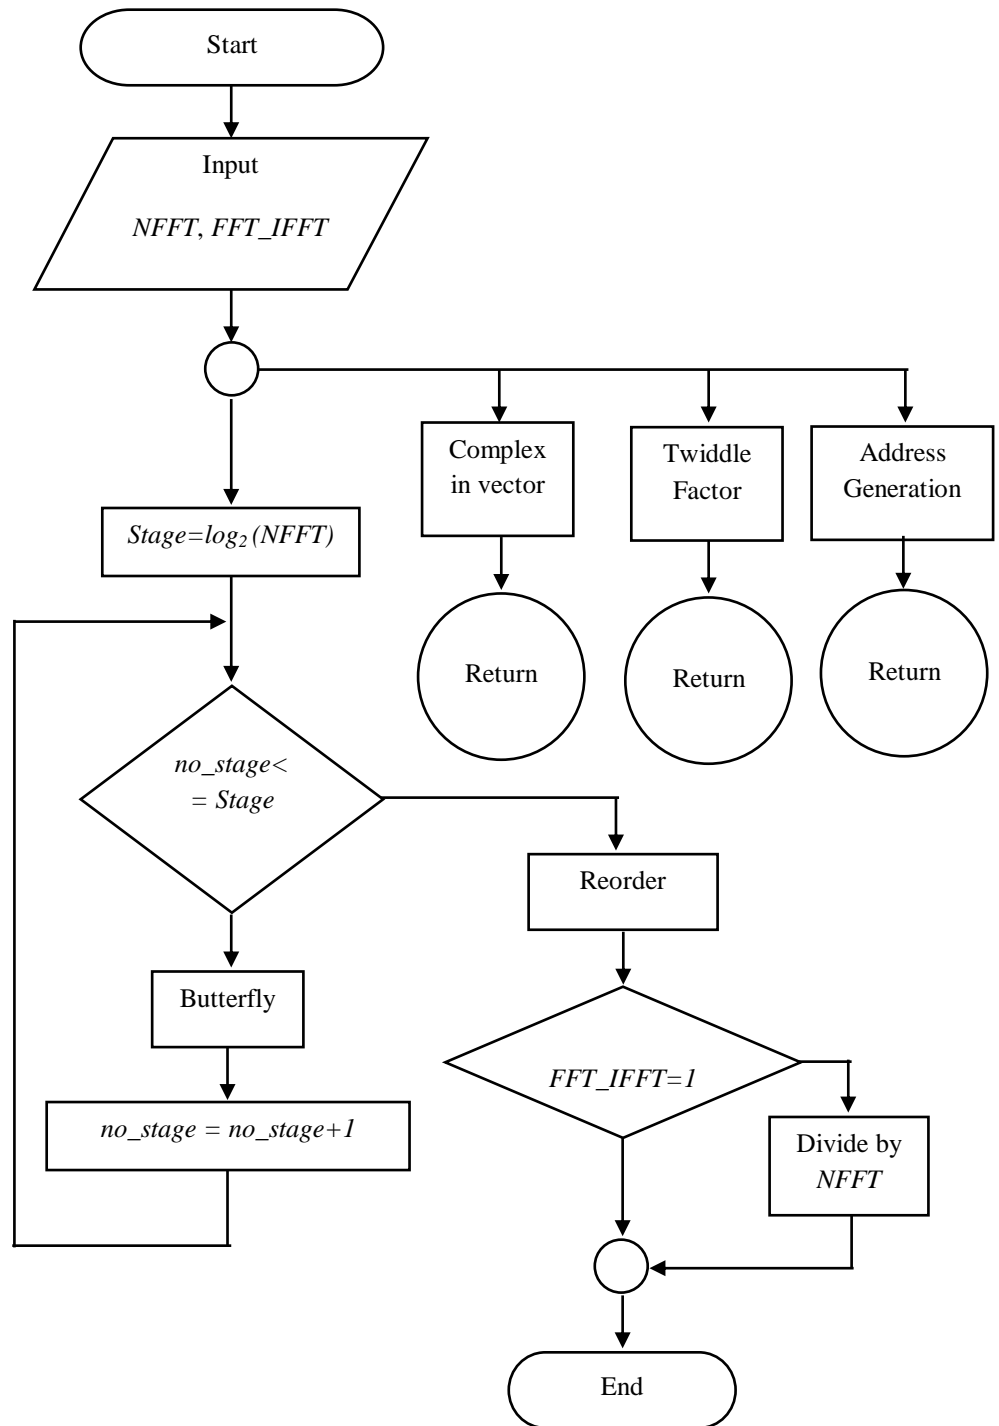 Start
Input
NFFT, FFT_IFFT
Complex
in vector
Twiddle
Factor
Address
Generation
Stage=log₂ (NFFT)
Return
Return
Return
no_stage<
= Stage
Reorder
Butterfly
FFT_IFFT=1
no_stage = no_stage+1
Divide by
NFFT
End